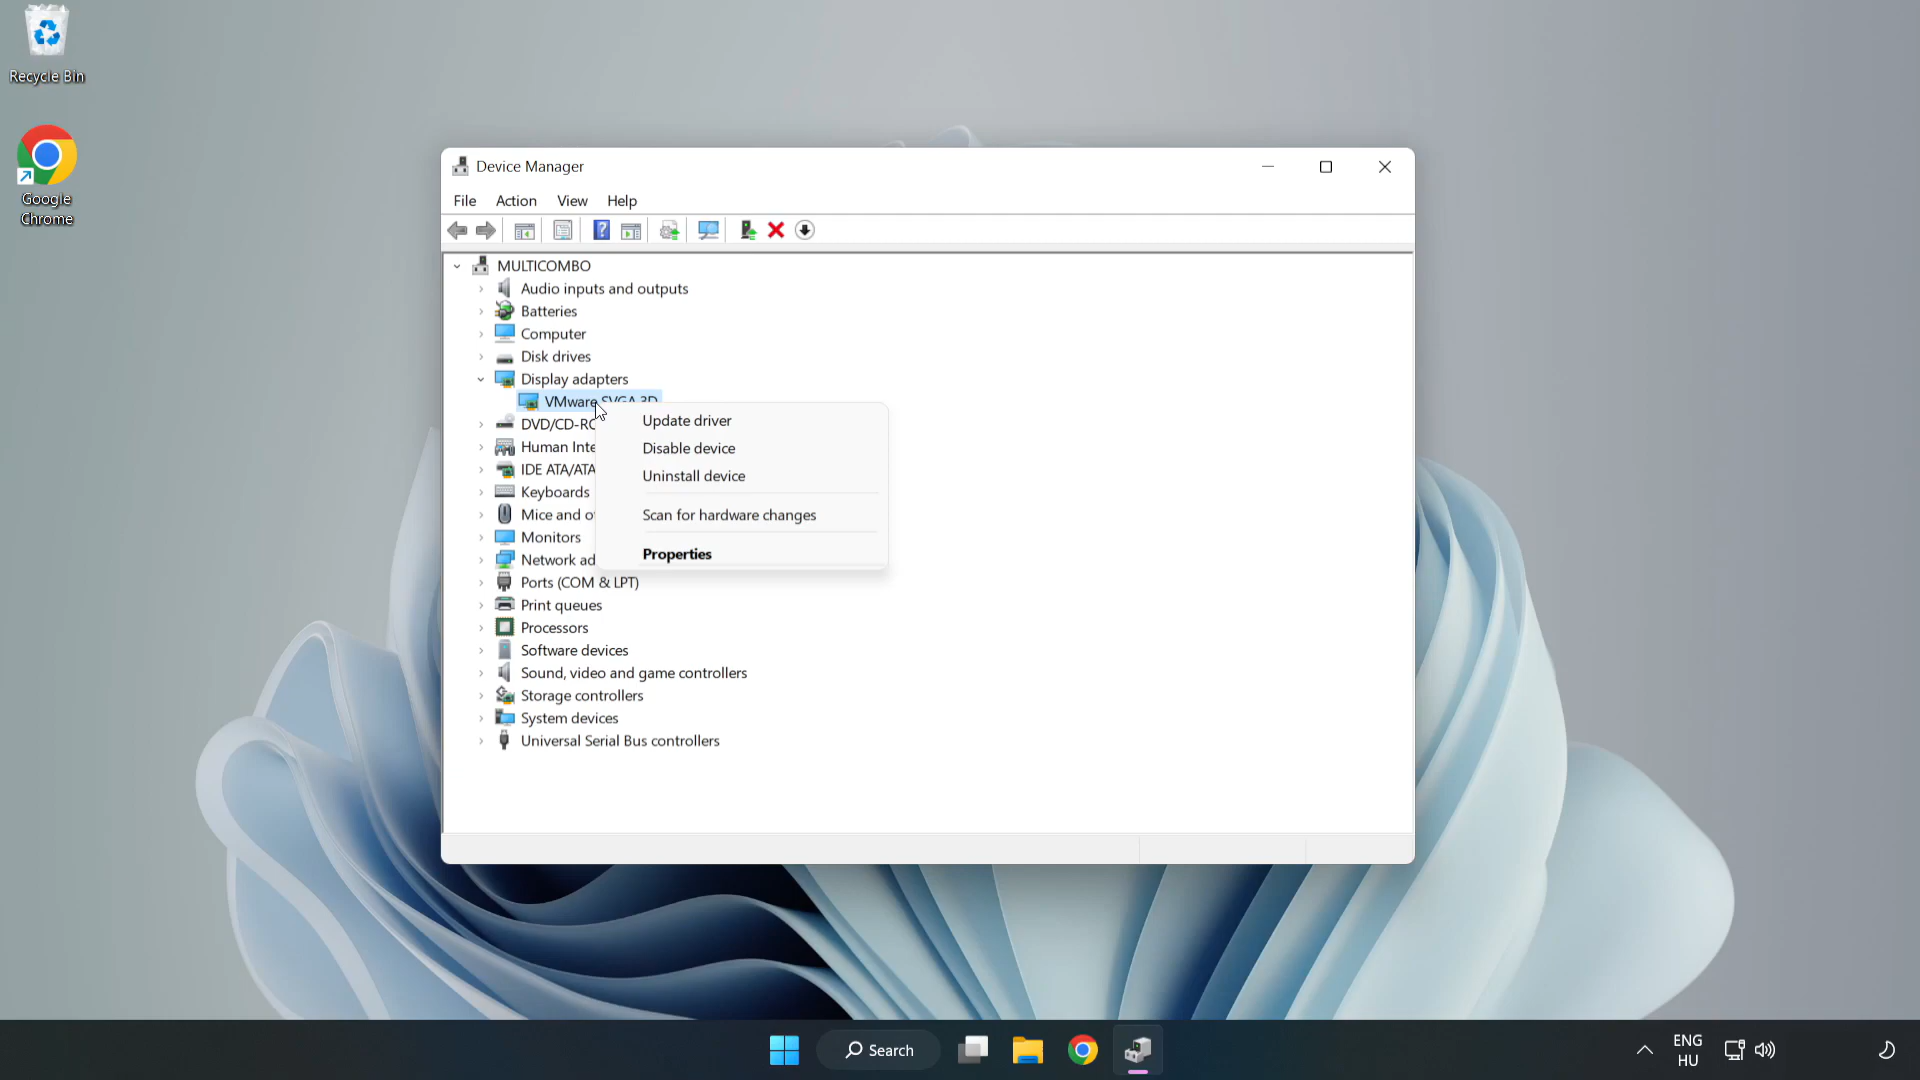 Recycle Bin
Google
Chrome
Device Manager
File Action View Help
MULTICOMBO
Audio inputs and outputs
Batteries
Computer
Disk drives
Display adapters
VMware SVGA 3D
DVD/CD-RO
Human Inte
IDE ATA/ATA
Keyboards
Mice and o
Monitors
Network ad
Ports (COM & LPT)
Print queues
Processors
Software devices
Sound, video and game controllers
Storage controllers
System devices
Universal Serial Bus controllers
Update driver
Disable device
Uninstall device
Scan for hardware changes
Properties
Search
ENG
HU